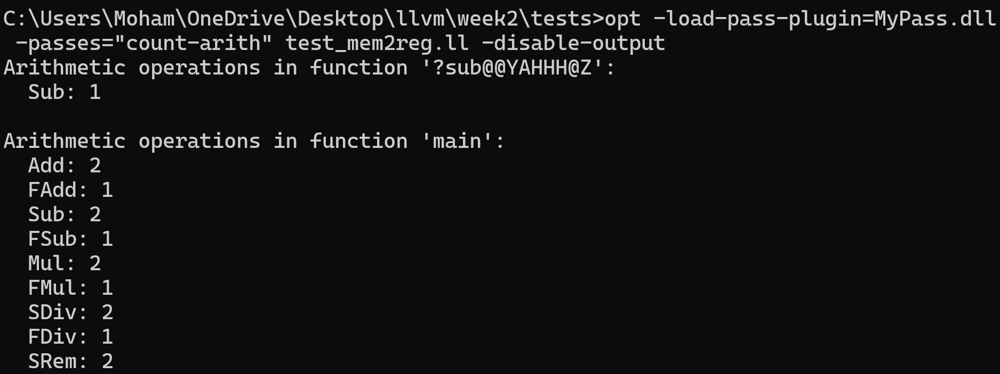 C:\Users\Moham\OneDrive\Desktop\llvm\week2\tests>opt -load-pass-plugin=MyPass.dll
 -passes="count-arith" test_mem2reg.ll -disable-output
Arithmetic operations in function '?sub@@YAHHH@Z':
  Sub: 1

Arithmetic operations in function 'main':
  Add: 2
  FAdd: 1
  Sub: 2
  FSub: 1
  Mul: 2
  FMul: 1
  SDiv: 2
  FDiv: 1
  SRem: 2